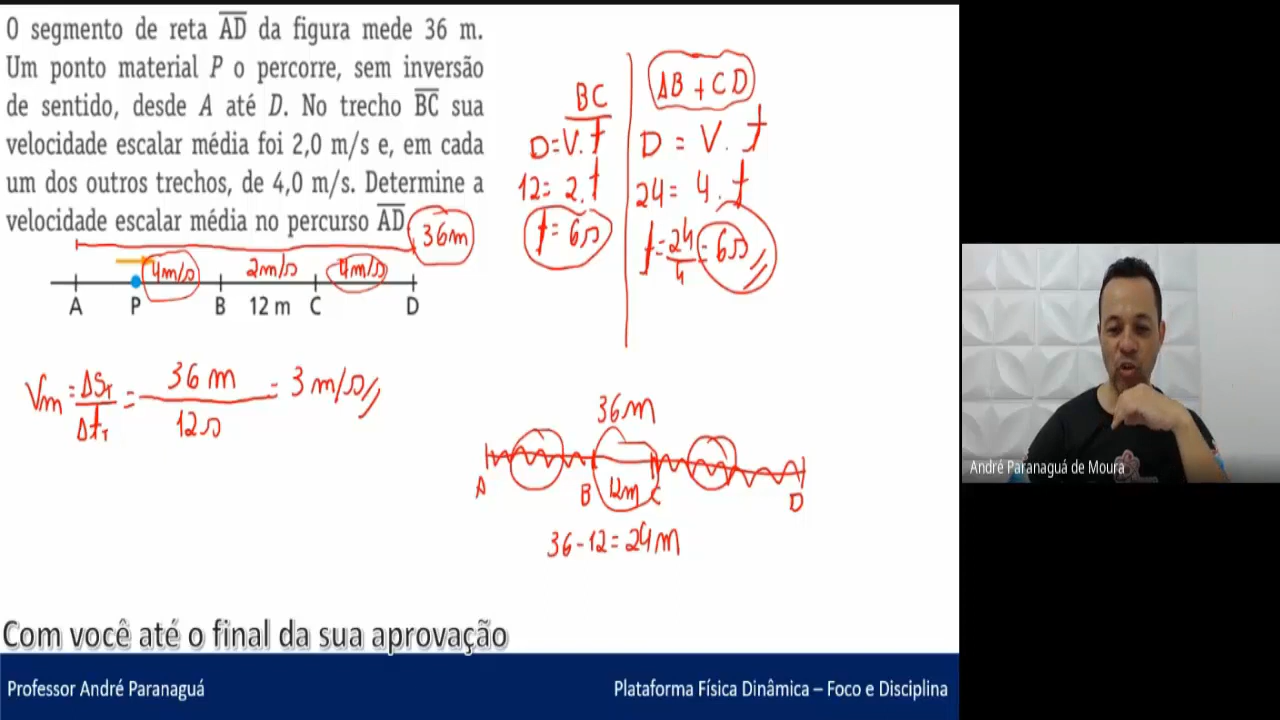 O segmento de reta AD da figura mede 36 m.
Um ponto material P o percorre, sem inversão
de sentido, desde A até D. No trecho BC sua
velocidade escalar média foi 2,0 m/s e, em cada
um dos outros trechos, de 4,0 m/s. Determine a
velocidade escalar média no percurso AD
36m
4m/s 2m/s 4m/s
A P B 12 m C D
Vm = ΔST/ΔtT = 36 m/12s = 3 m/s
BC
D=V.t
12=2.t
t=6s
AB + CD
D = V.t
24= 4.t
t=24/4=6s
36m
A B 12m C D
36-12=24m
André Paranaguá de Moura
Com você até o final da sua aprovação
Professor André Paranaguá
Plataforma Física Dinâmica – Foco e Disciplina